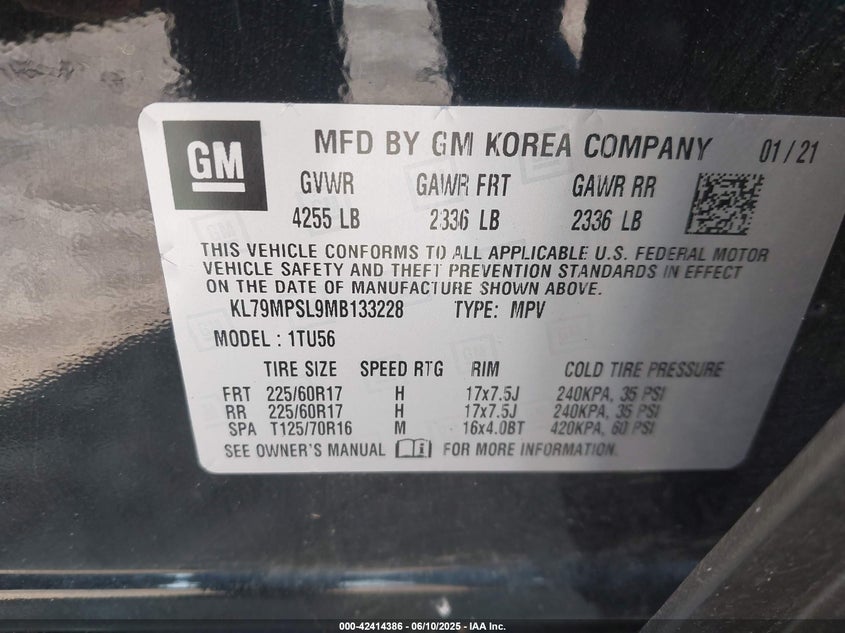 GM
MFD BY GM KOREA COMPANY 01/21
GVWR GAWR FRT GAWR RR
4255 LB 2336 LB 2336 LB
THIS VEHICLE CONFORMS TO ALL APPLICABLE U.S. FEDERAL MOTOR
VEHICLE SAFETY AND THEFT PREVENTION STANDARDS IN EFFECT
ON THE DATE OF MANUFACTURE SHOWN ABOVE.
KL79MPSL9MB133228 TYPE: MPV
MODEL : 1TU56
TIRE SIZE SPEED RTG RIM COLD TIRE PRESSURE
FRT 225/60R17 H 17x7.5J 240KPA, 35 PSI
RR 225/60R17 H 17x7.5J 240KPA, 35 PSI
SPA T125/70R16 M 16x4.0BT 420KPA, 60 PSI
SEE OWNER'S MANUAL FOR MORE INFORMATION.
000-42414386 - 06/10/2025 - IAA Inc.